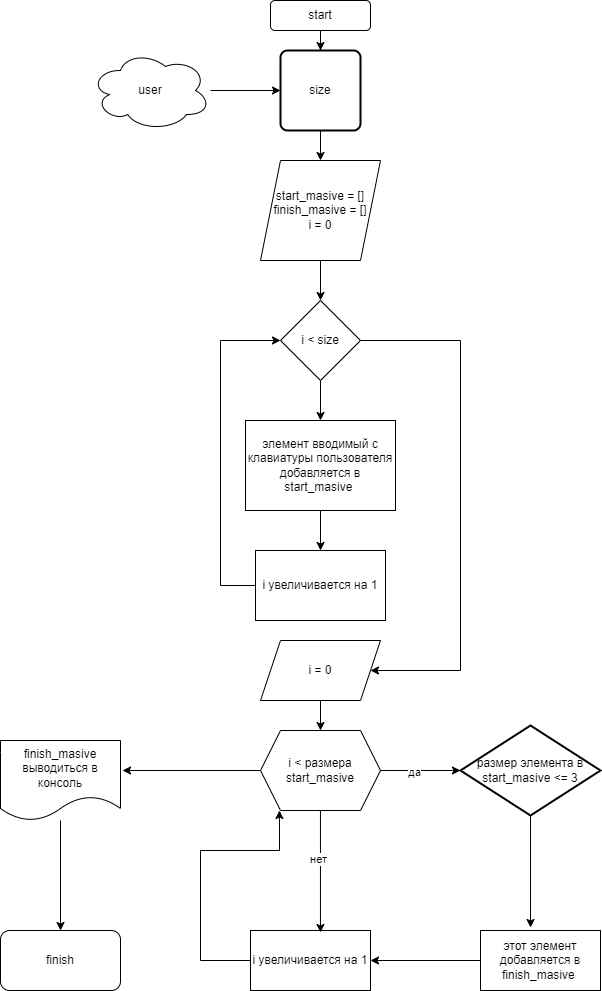 start
user
size
start_masive = []
finish_masive = []
i = 0
i < size
элемент вводимый с
клавиатуры пользователя
добавляется в
start_masive
i увеличивается на 1
i = 0
i < размера
start_masive
да
размер элемента в
start_masive <= 3
finish_masive
выводиться в
консоль
нет
finish
i увеличивается на 1
этот элемент
добавляется в
finish_masive